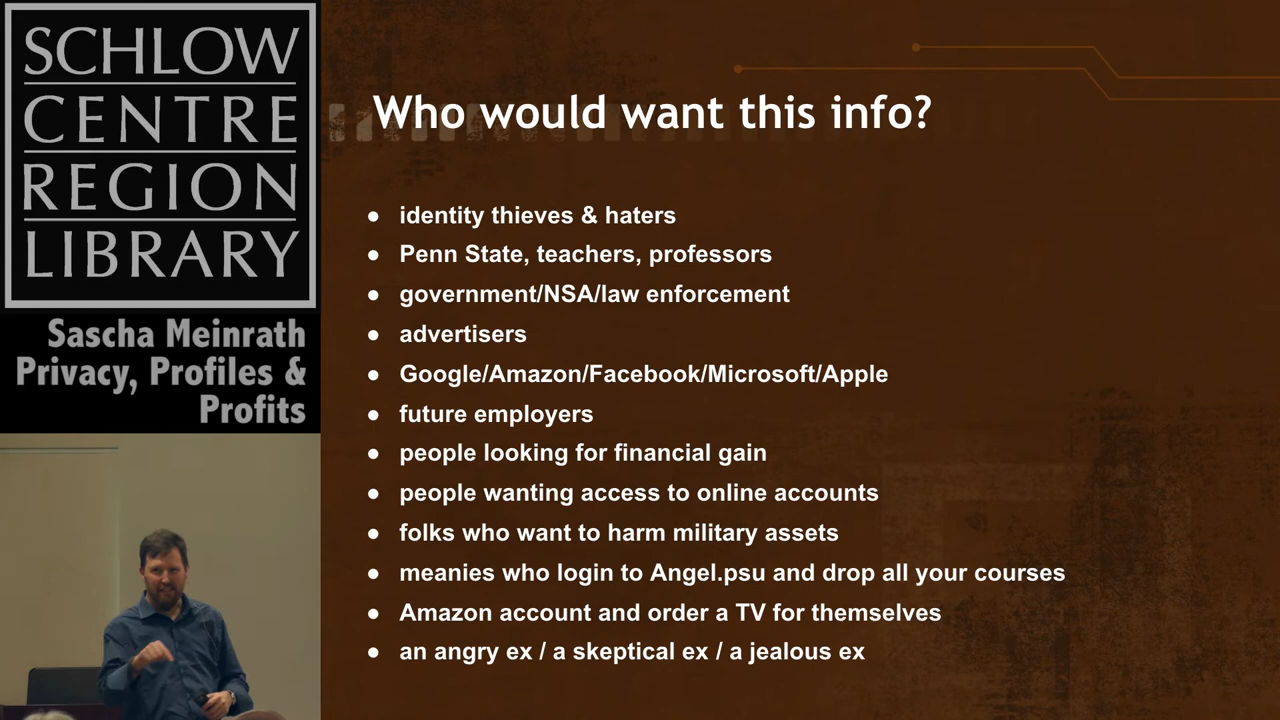 SCHLOW
CENTRE
REGION
LIBRARY
Sascha Meinrath
Privacy, Profiles &
Profits
Who would want this info?
● identity thieves & haters
● Penn State, teachers, professors
● government/NSA/law enforcement
● advertisers
● Google/Amazon/Facebook/Microsoft/Apple
● future employers
● people looking for financial gain
● people wanting access to online accounts
● folks who want to harm military assets
● meanies who login to Angel.psu and drop all your courses
● Amazon account and order a TV for themselves
● an angry ex / a skeptical ex / a jealous ex